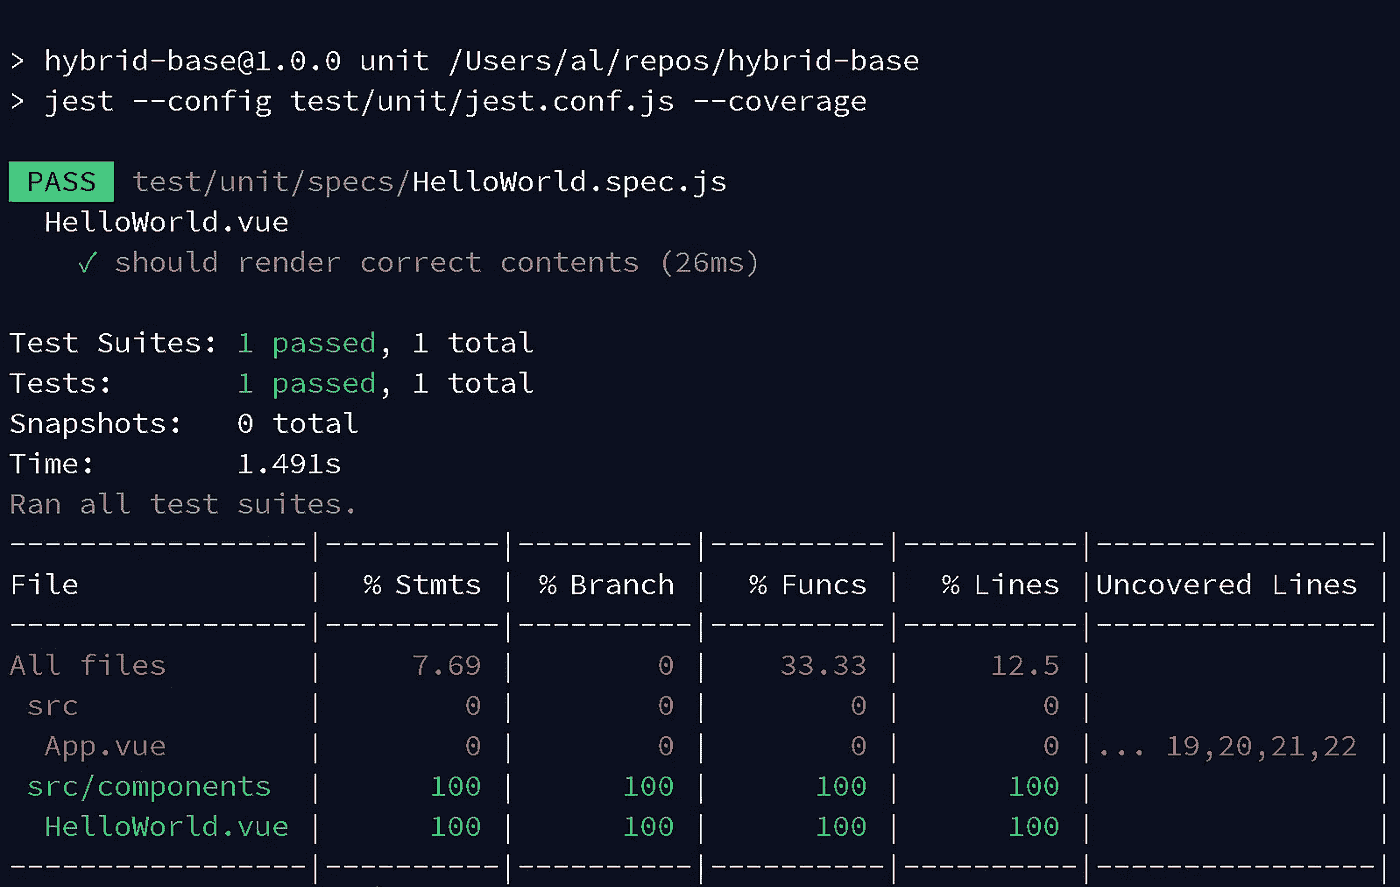 > hybrid-base@1.0.0 unit /Users/al/repos/hybrid-base
> jest --config test/unit/jest.conf.js --coverage
PASS test/unit/specs/HelloWorld.spec.js
HelloWorld.vue
✓ should render correct contents (26ms)
Test Suites: 1 passed, 1 total
Tests: 1 passed, 1 total
Snapshots: 0 total
Time: 1.491s
Ran all test suites.
-----------------|----------|----------|----------|----------|----------------|
File | % Stmts | % Branch | % Funcs | % Lines |Uncovered Lines |
-----------------|----------|----------|----------|----------|----------------|
All files | 7.69 | 0 | 33.33 | 12.5 | |
src | 0 | 0 | 0 | 0 | |
App.vue | 0 | 0 | 0 | 0 |... 19,20,21,22 |
src/components | 100 | 100 | 100 | 100 | |
HelloWorld.vue | 100 | 100 | 100 | 100 | |
-----------------|----------|----------|----------|----------|----------------|